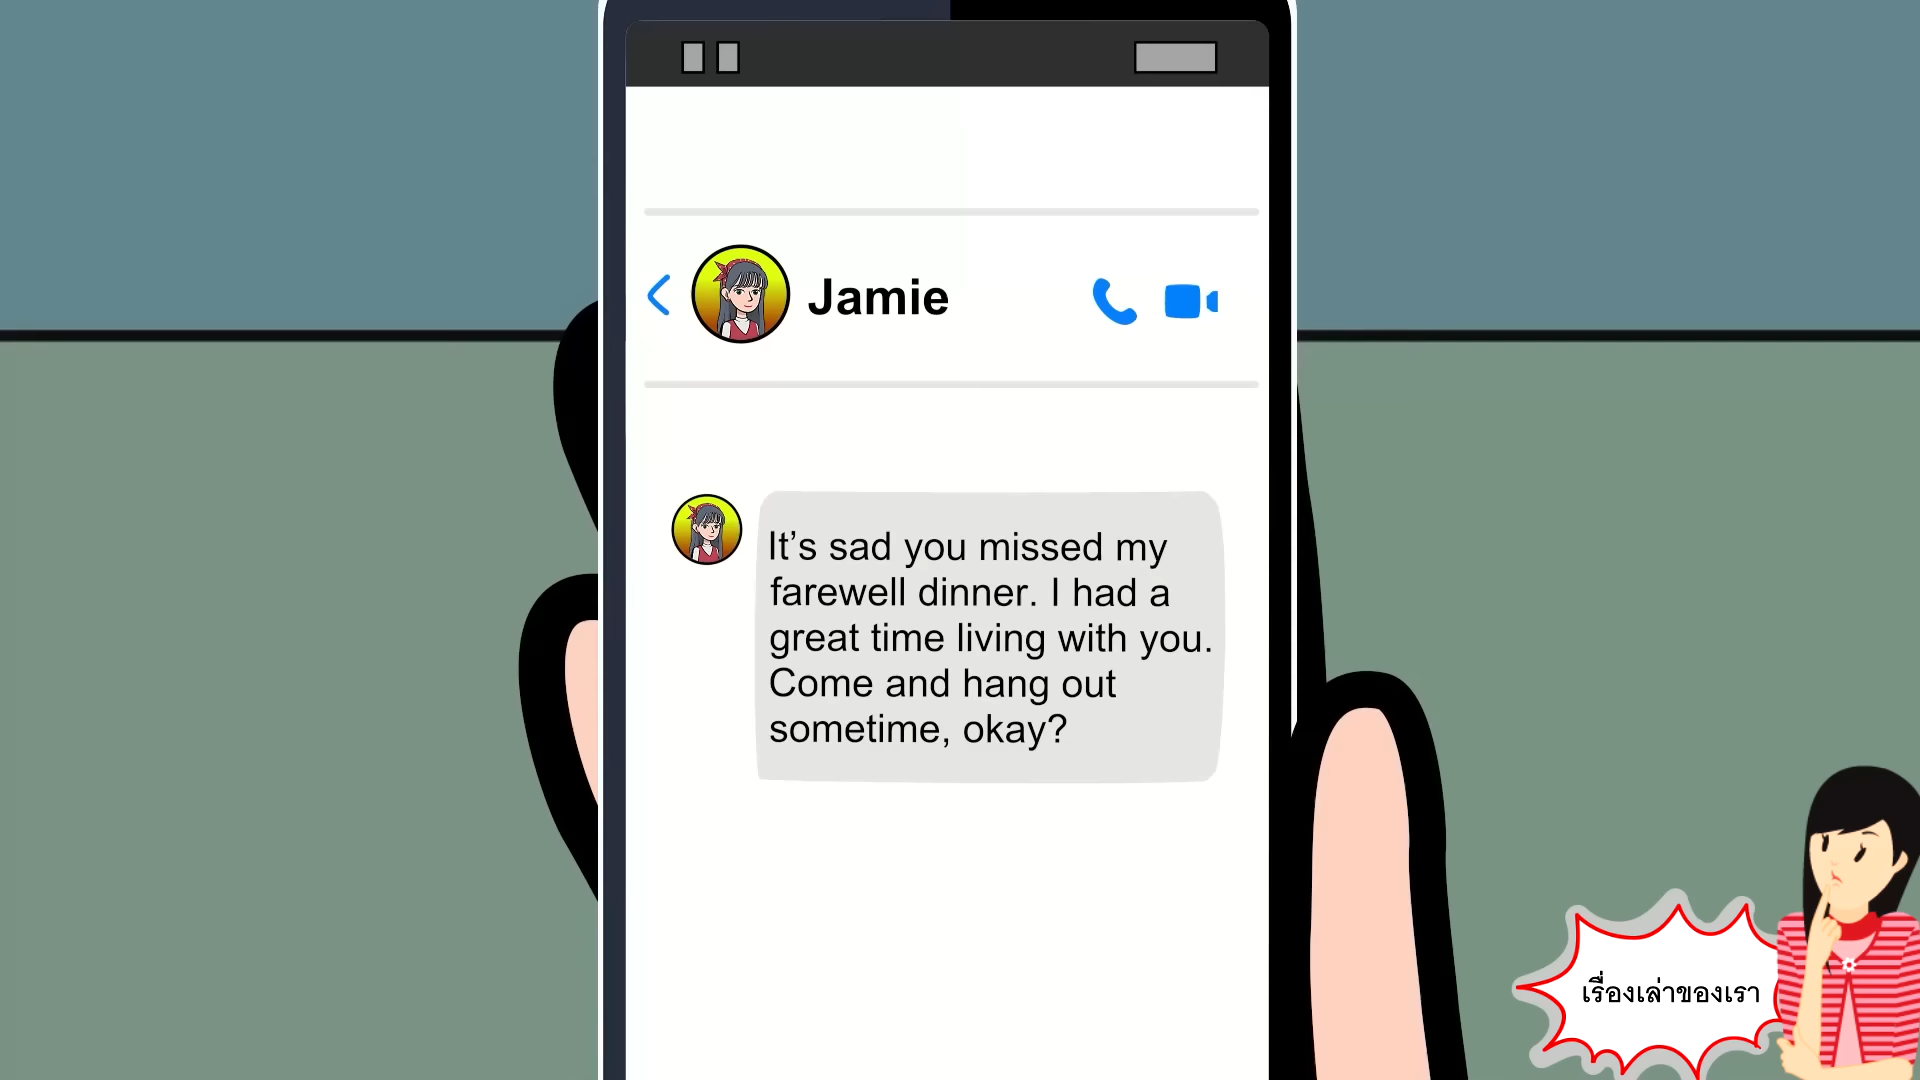 Jamie
It’s sad you missed my
farewell dinner. I had a
great time living with you.
Come and hang out
sometime, okay?
เรื่องเล่าของเรา